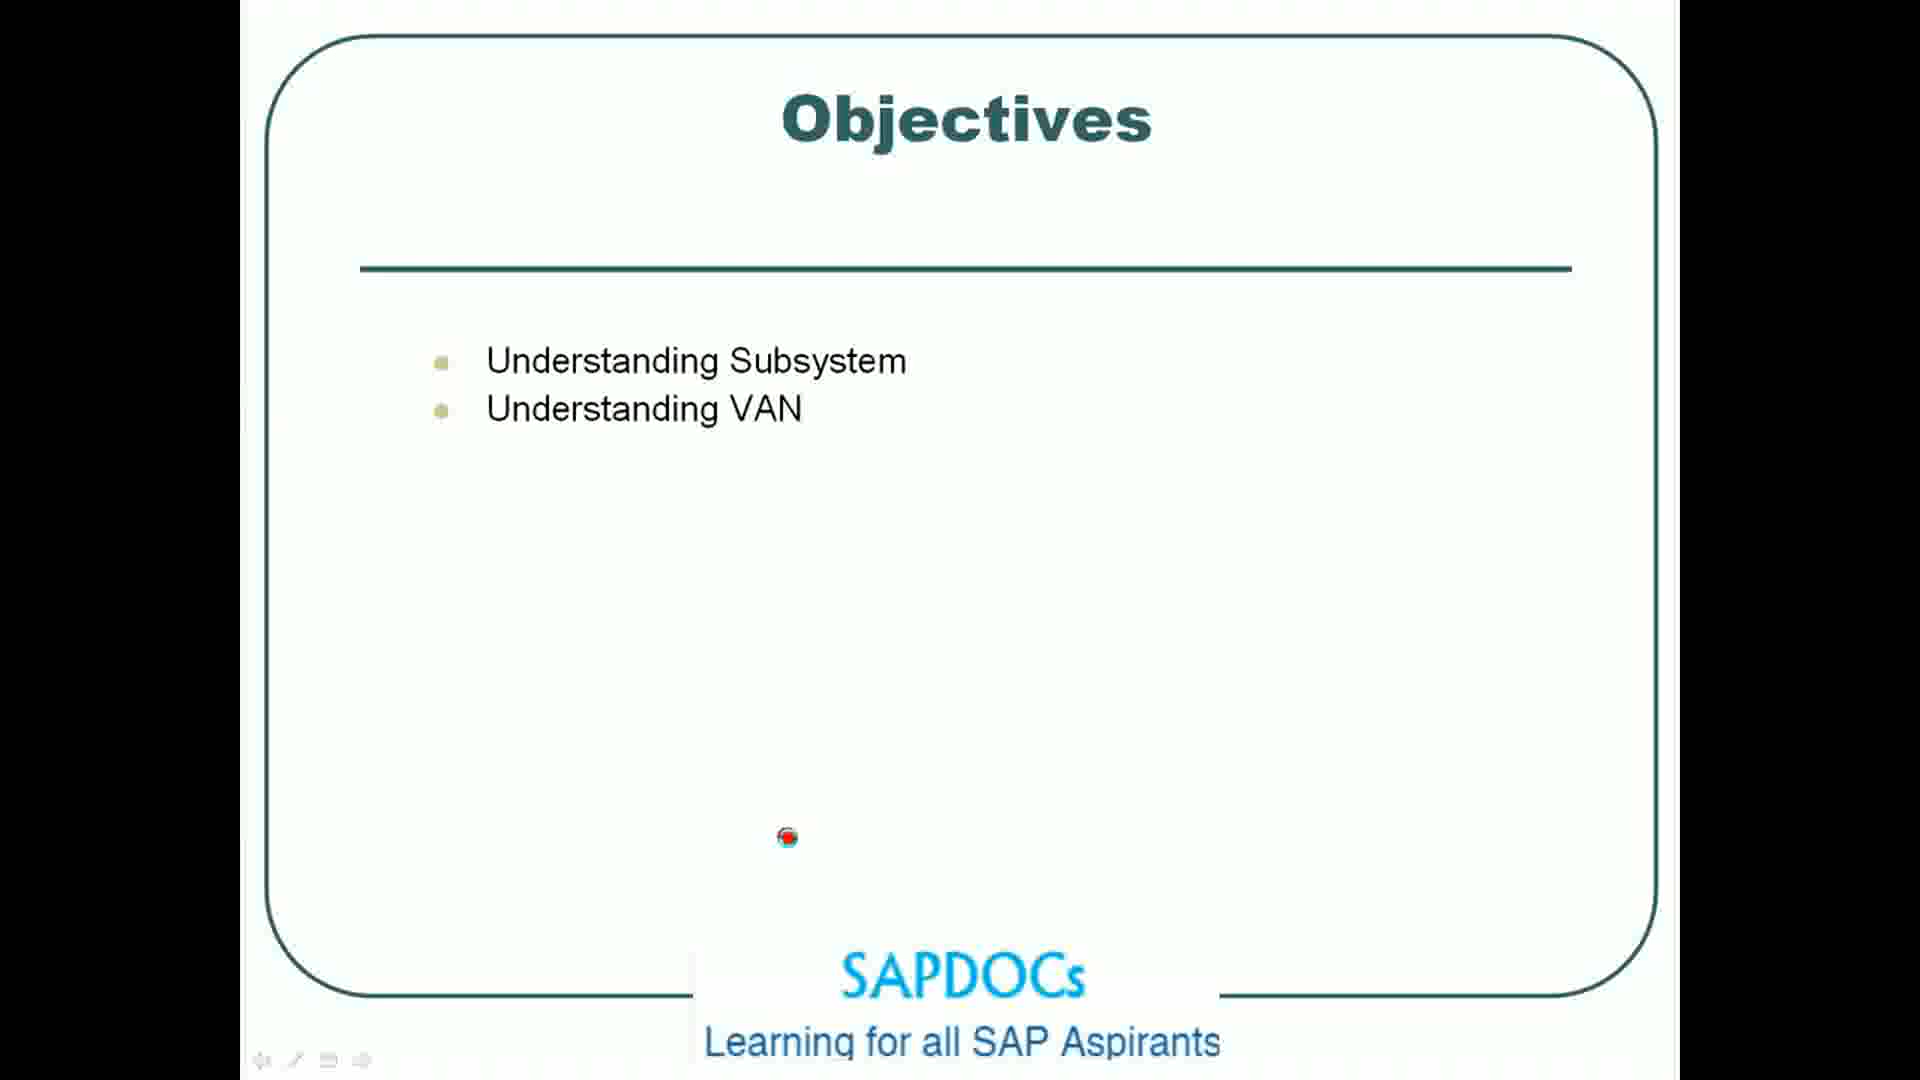 Objectives
Understanding Subsystem
Understanding VAN
SAPDOCs
Learning for all SAP Aspirants